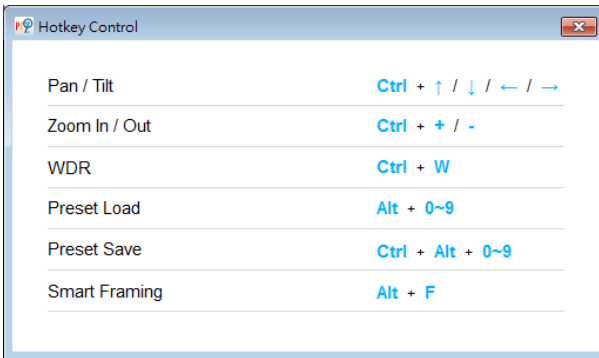 Hotkey Control
Pan / Tilt Ctrl + ↑ / ↓ / ← / →
Zoom In / Out Ctrl + + / -
WDR Ctrl + W
Preset Load Alt + 0~9
Preset Save Ctrl + Alt + 0~9
Smart Framing Alt + F